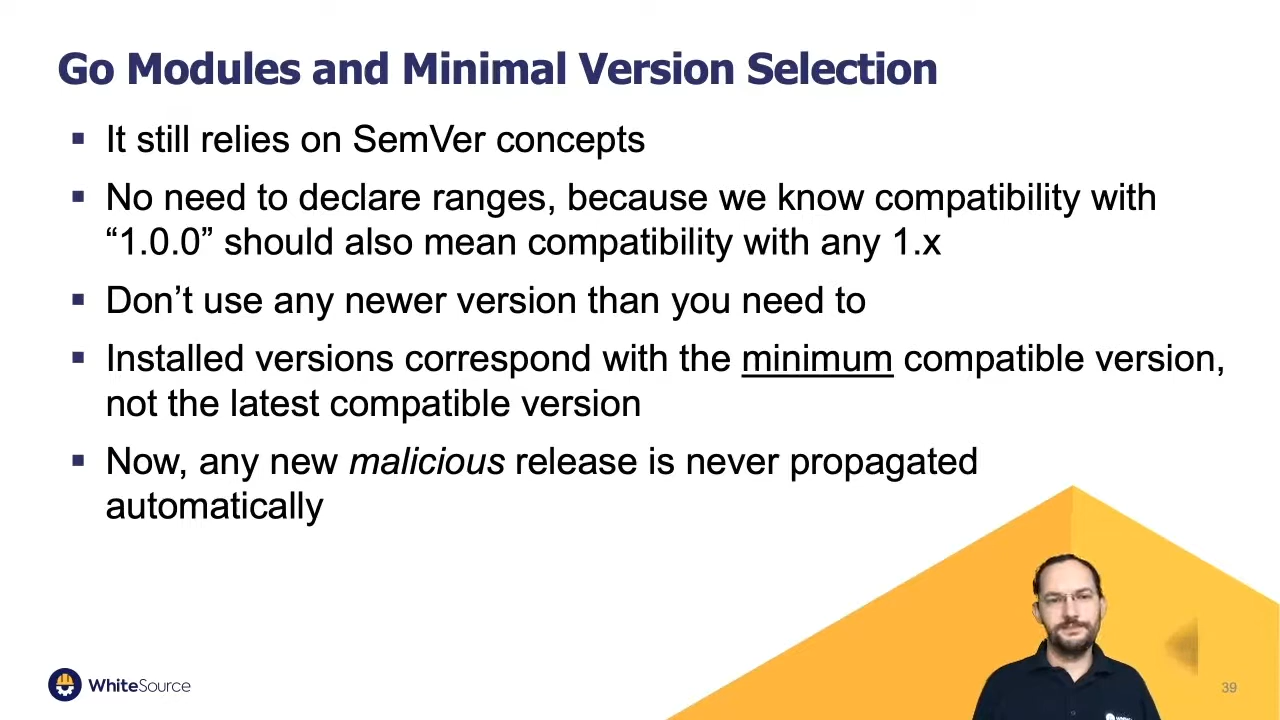 Go Modules and Minimal Version Selection
It still relies on SemVer concepts
No need to declare ranges, because we know compatibility with
“1.0.0” should also mean compatibility with any 1.x
Don’t use any newer version than you need to
Installed versions correspond with the minimum compatible version,
not the latest compatible version
Now, any new malicious release is never propagated
automatically
WhiteSource
39